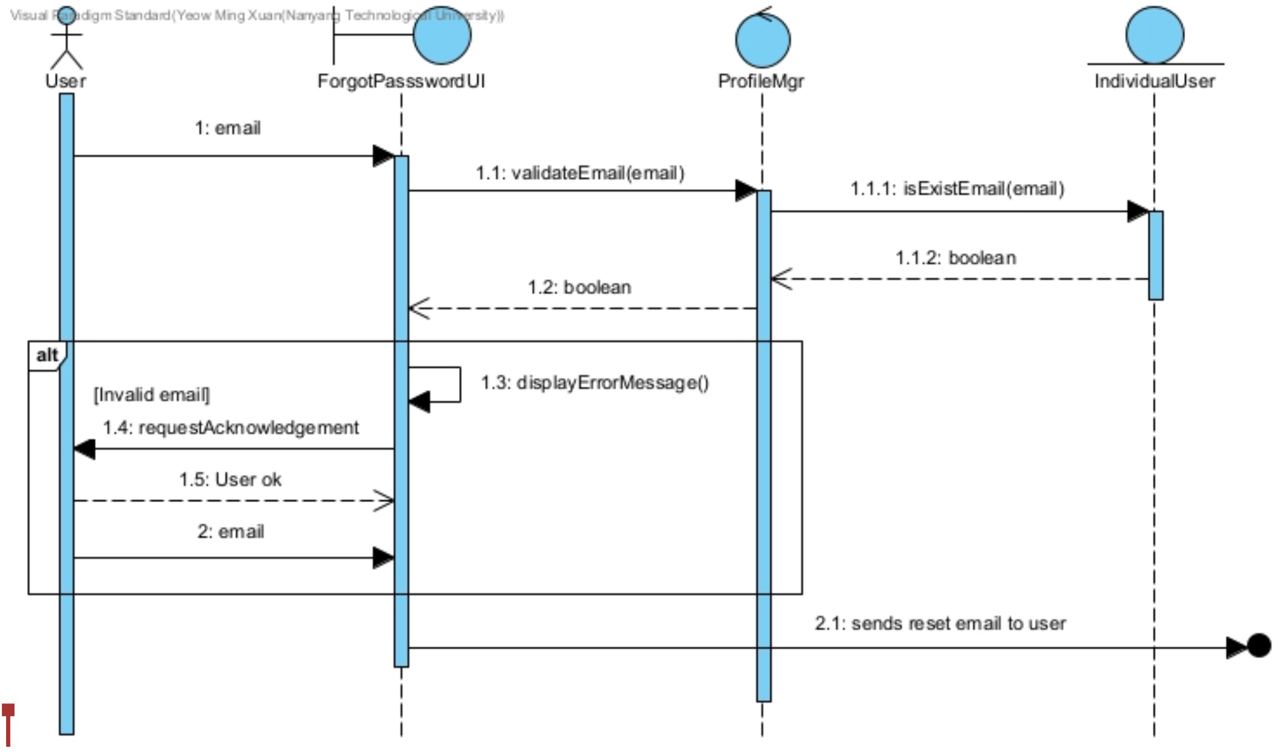 Visual Paradigm Standard(Yeow Ming Xuan(Nanyang Technological University))
User
ForgotPassswordUI
ProfileMgr
IndividualUser
1: email
1.1: validateEmail(email)
1.1.1: isExistEmail(email)
1.1.2: boolean
1.2: boolean
alt
1.3: displayErrorMessage()
[Invalid email]
1.4: requestAcknowledgement
1.5: User ok
2: email
2.1: sends reset email to user